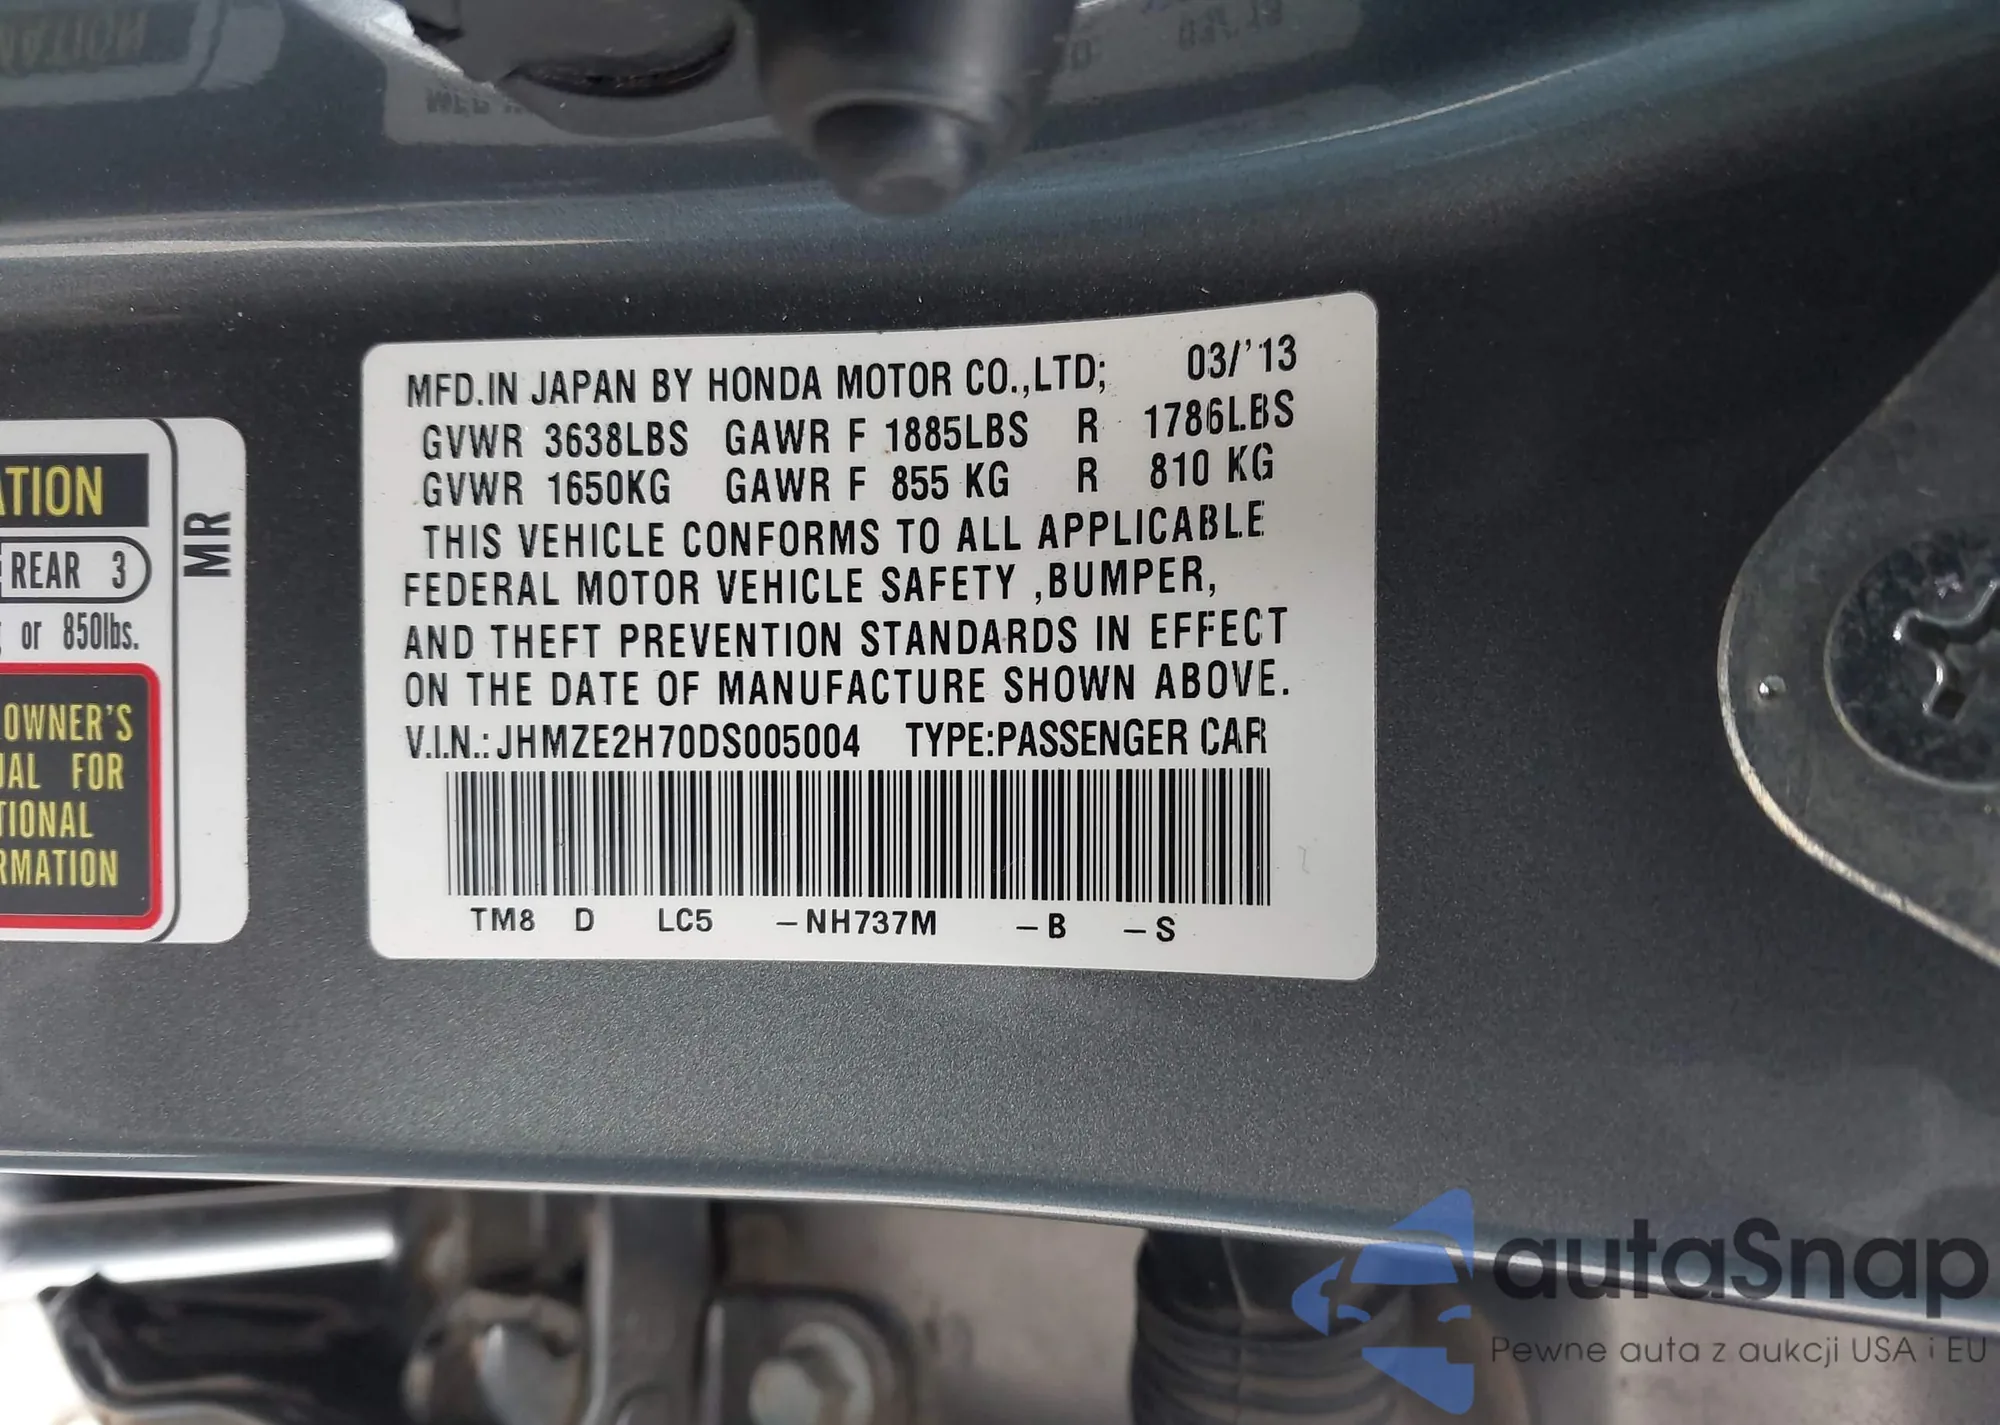 ATION
REAR 3
or 850lbs.
OWNER'S
UAL FOR
TIONAL
RMATION
MR
MFD.IN JAPAN BY HONDA MOTOR CO.,LTD; 03/'13
GVWR 3638LBS GAWR F 1885LBS R 1786LBS
GVWR 1650KG GAWR F 855 KG R 810 KG
THIS VEHICLE CONFORMS TO ALL APPLICABLE
FEDERAL MOTOR VEHICLE SAFETY ,BUMPER,
AND THEFT PREVENTION STANDARDS IN EFFECT
ON THE DATE OF MANUFACTURE SHOWN ABOVE.
V.I.N.: JHMZE2H70DS005004 TYPE:PASSENGER CAR
TM8 D LC5 -NH737M -B -S
autaSnap
Pewne auta z aukcji USA i EU